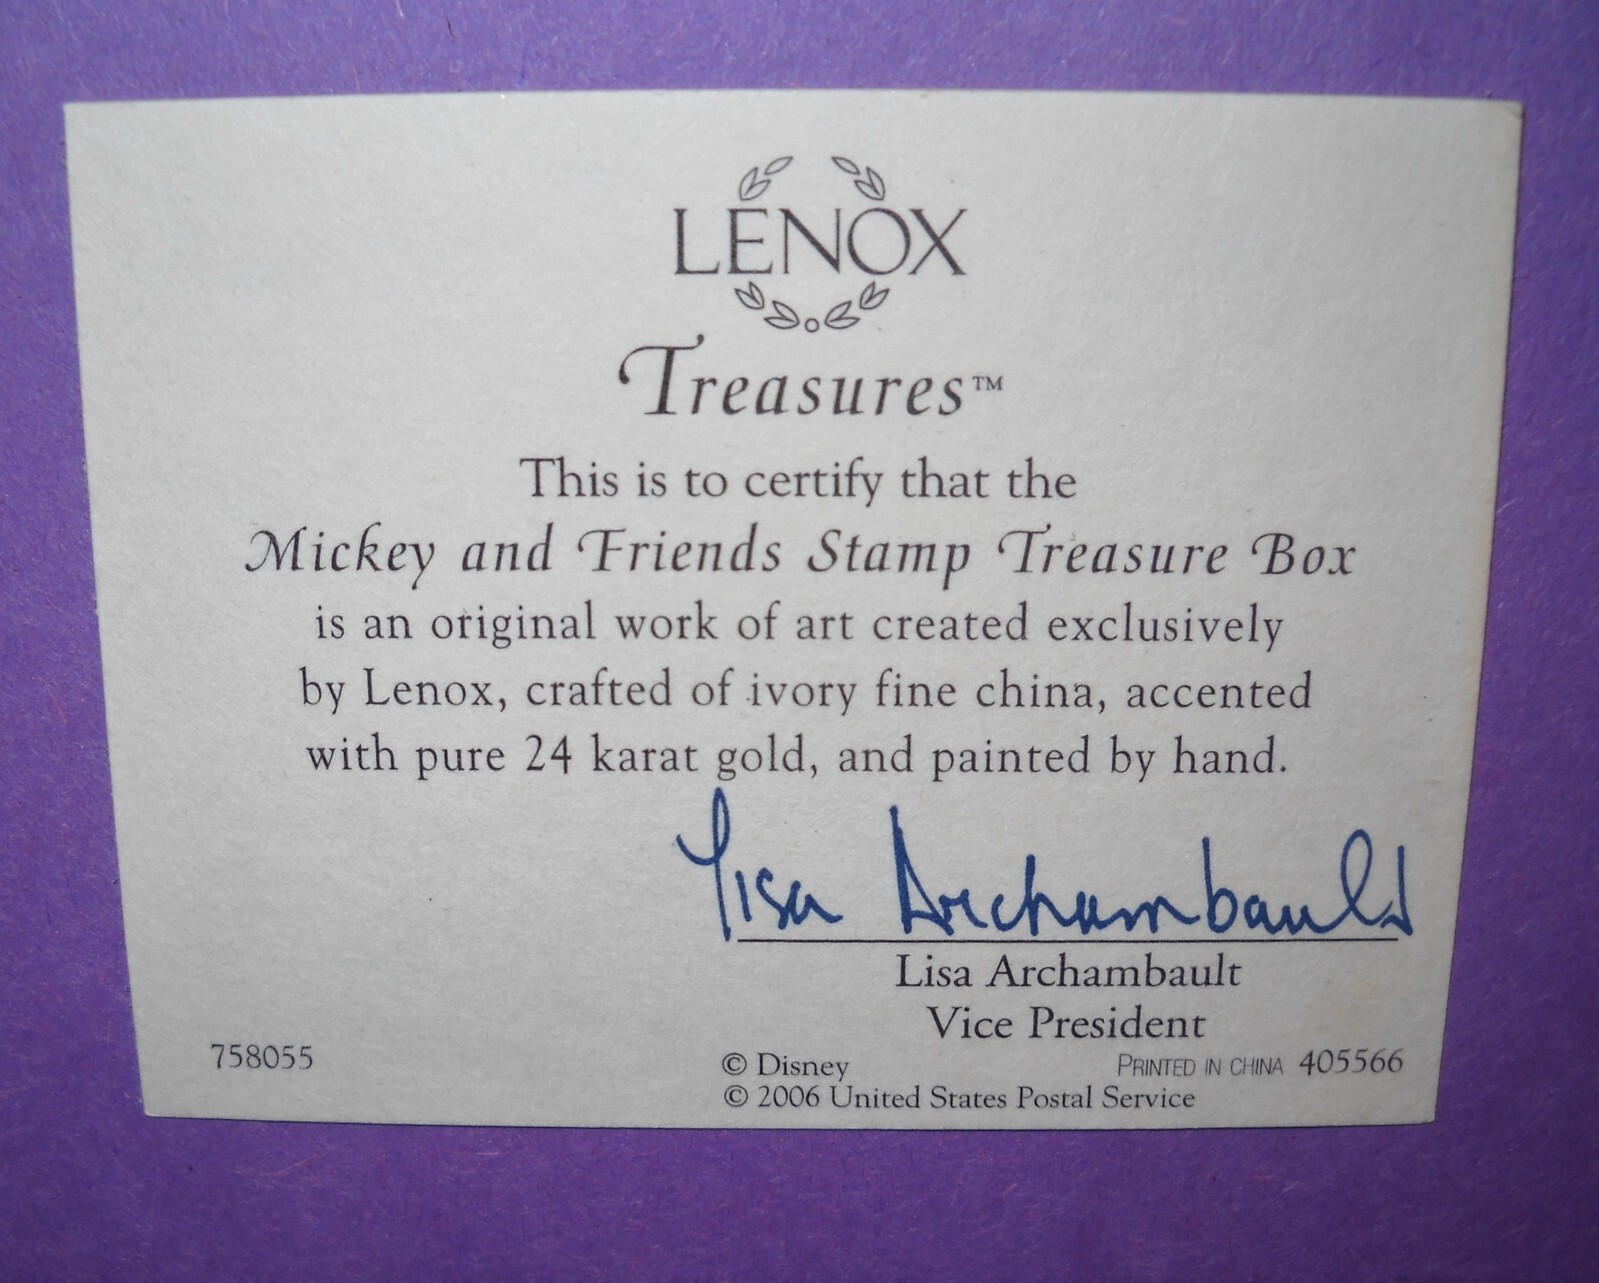 LENOX
Treasures™
This is to certify that the
Mickey and Friends Stamp Treasure Box
is an original work of art created exclusively
by Lenox, crafted of ivory fine china, accented
with pure 24 karat gold, and painted by hand.
Lisa Archambault
Lisa Archambault
Vice President
758055
© Disney
PRINTED IN CHINA 405566
© 2006 United States Postal Service